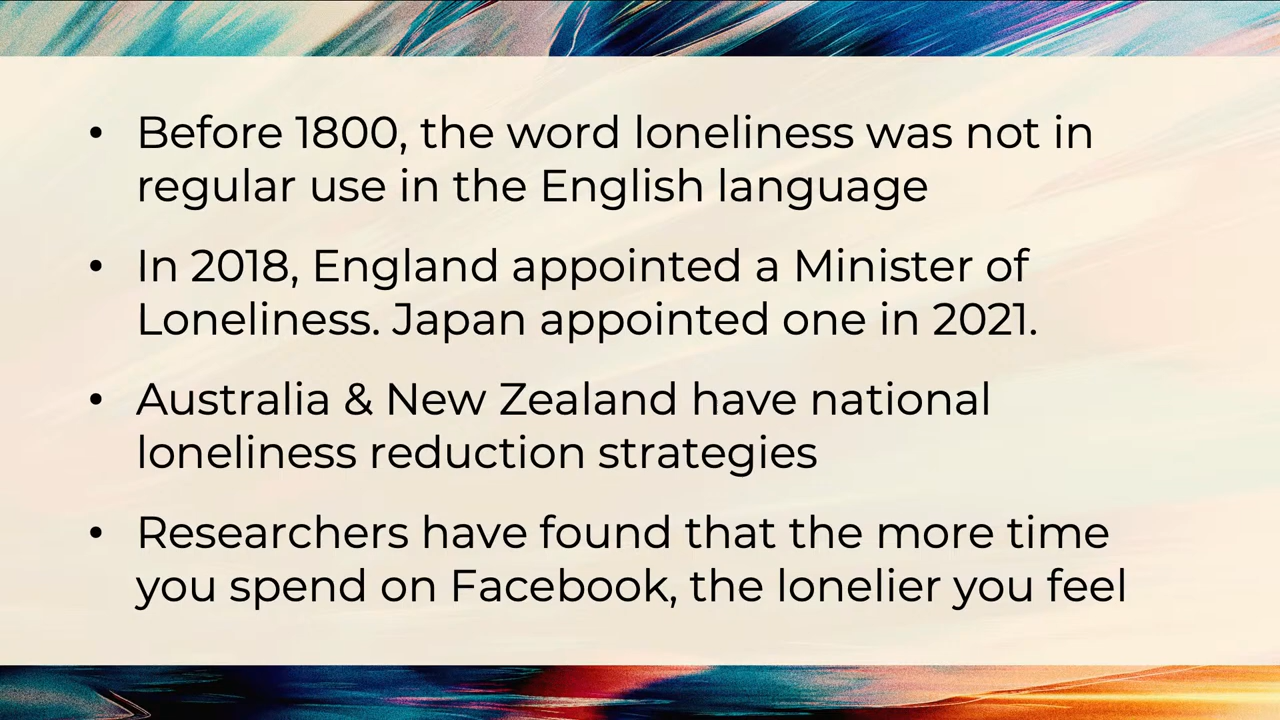 • Before 1800, the word loneliness was not in
regular use in the English language
• In 2018, England appointed a Minister of
Loneliness. Japan appointed one in 2021.
• Australia & New Zealand have national
loneliness reduction strategies
• Researchers have found that the more time
you spend on Facebook, the lonelier you feel